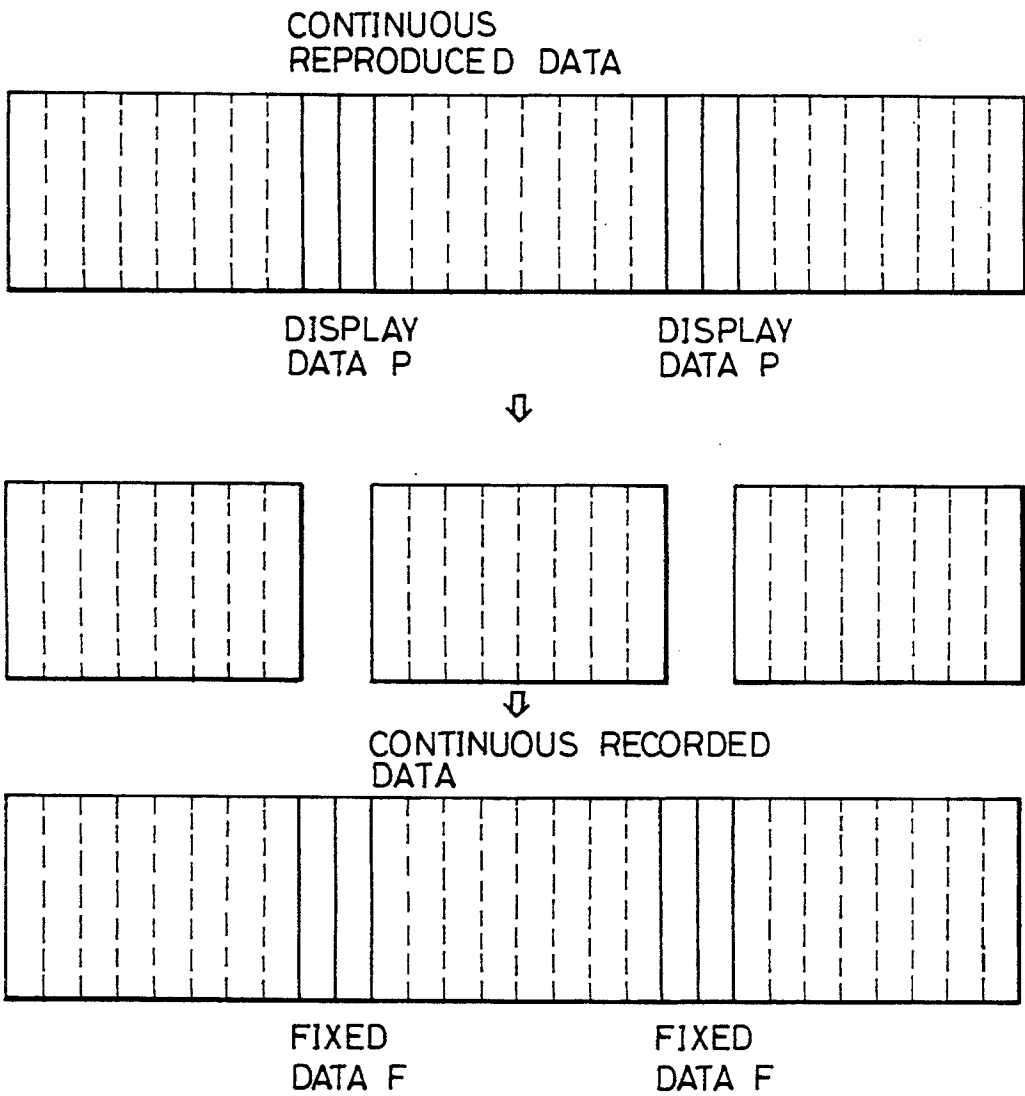 CONTINUOUS
REPRODUCED DATA
DISPLAY
DATA P
DISPLAY
DATA P
CONTINUOUS RECORDED
DATA
FIXED
DATA F
FIXED
DATA F